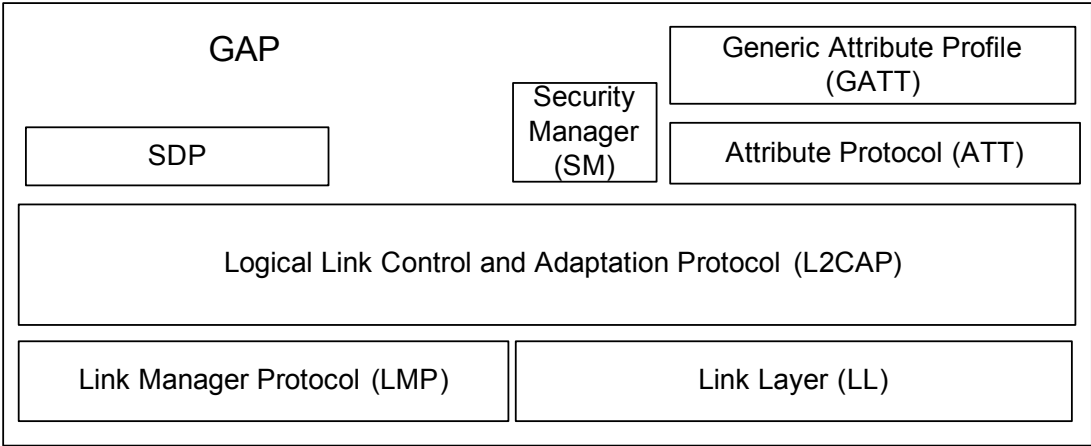 GAP
Generic Attribute Profile
(GATT)
Security
Manager
(SM)
SDP
Attribute Protocol (ATT)
Logical Link Control and Adaptation Protocol (L2CAP)
Link Manager Protocol (LMP)
Link Layer (LL)